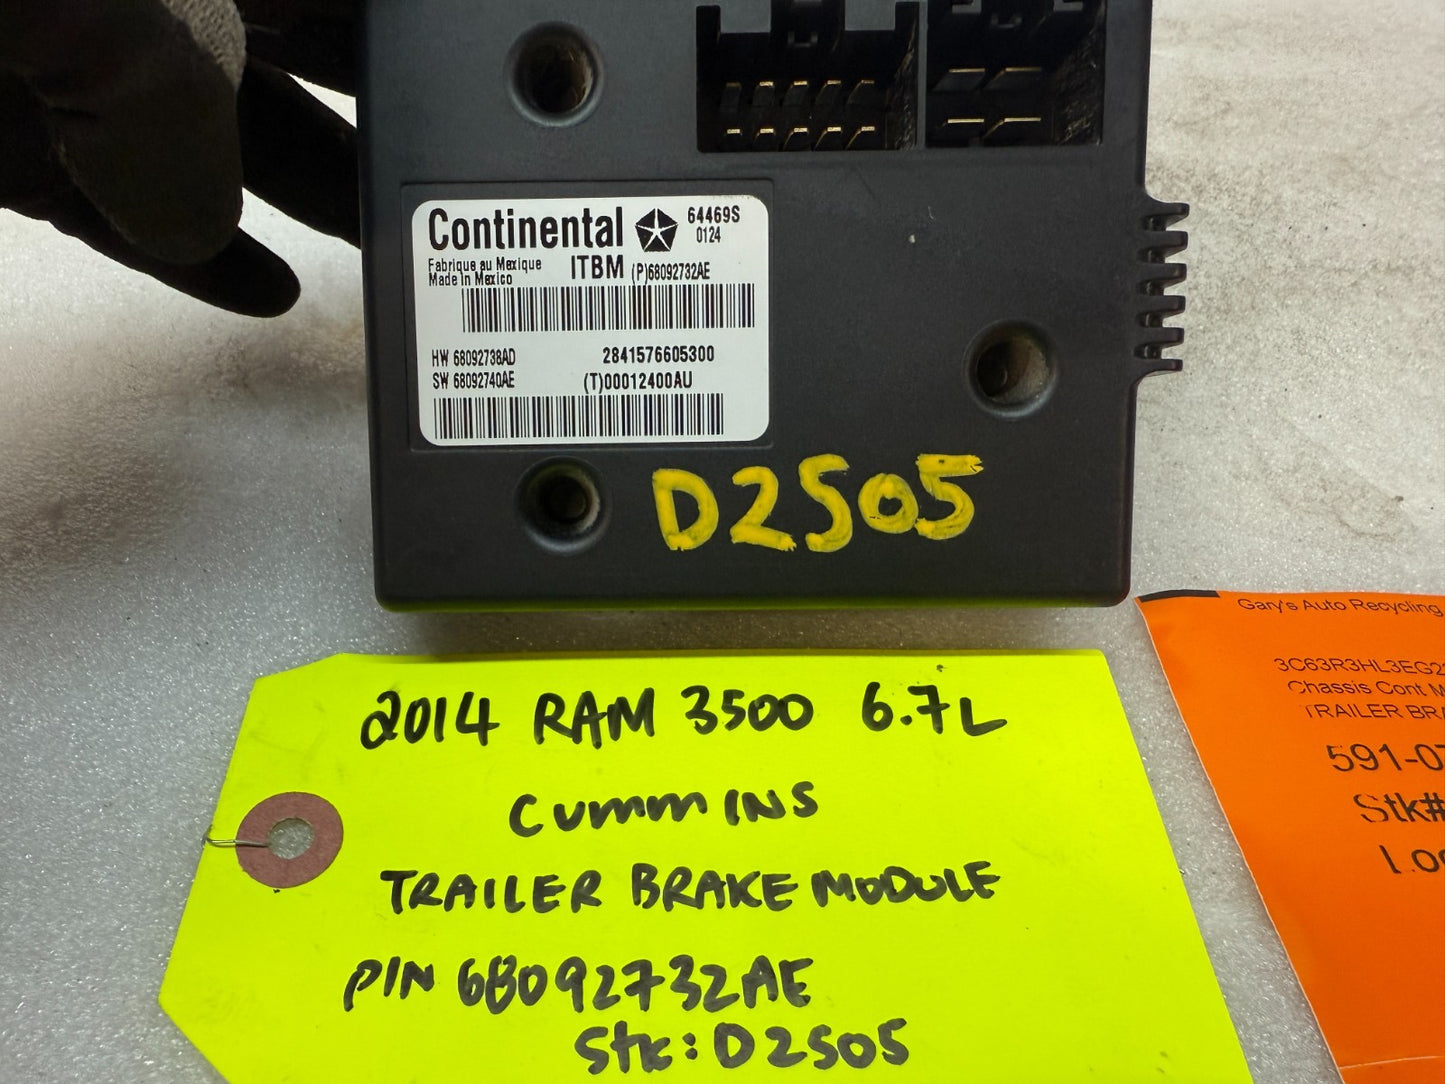 Continental
64469S
0124
Fabrique au Mexique
Made In Mexico
ITBM (P)68092732AE
HW 68092738AD
2841576605300
SW 68092740AE
(T)00012400AU
D2505
2014 RAM 3500 6.7L
CUMMINS
TRAILER BRAKE MODULE
P/N 68092732AE
Stk: D2505
Gary's Auto Recycling
3C63R3HL3EG2
Chassis Cont M
TRAILER BRA
591-07
Stk#
Loc